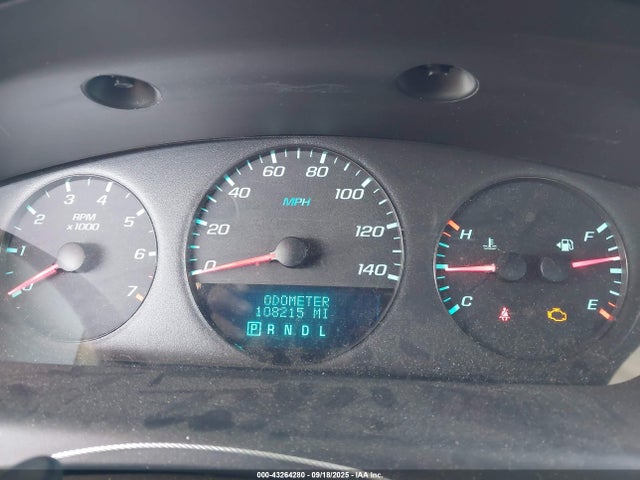 0 1 2 3 4 5 6 7
RPM
x1000
0 20 40 60 80 100 120 140
MPH
ODOMETER
108215 MI
P R N D L
H F
C E
000-43264280 - 09/18/2025 - IAA Inc.